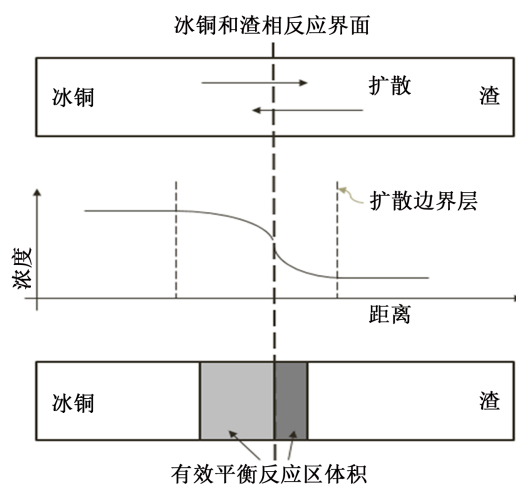 冰铜和渣相反应界面
冰铜
扩散
渣
扩散边界层
浓度
距离
冰铜
渣
有效平衡反应区体积